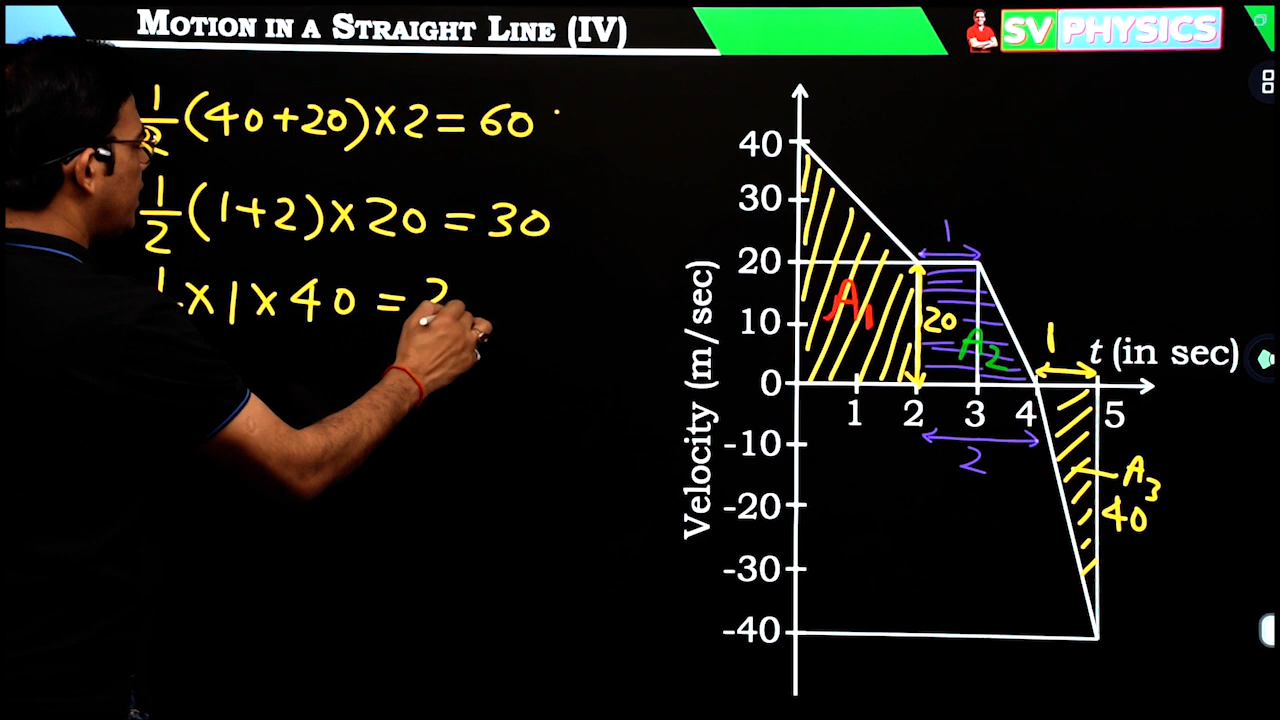 MOTION IN A STRAIGHT LINE (IV)
SV PHYSICS
1/2 (40+20)×2 = 60
1/2 (1+2)×20 = 30
1 × 1 × 40 = 2
Velocity (m/sec)
40
30
20
10
0
-10
-20
-30
-40
1 2 3 4 5
t (in sec)
A₁
20
1
A₂
2
1
A₃
40